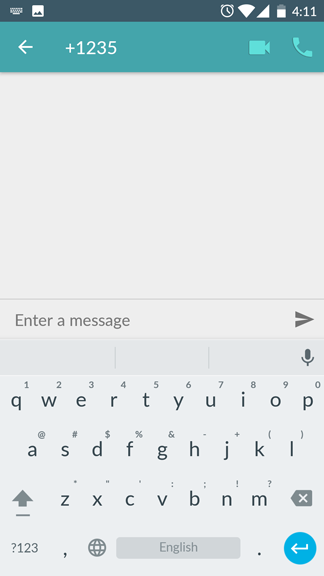 4:11
+1235
Enter a message
1 2 3 4 5 6 7 8 9 0
q w e r t y u i o p
@ # $ % & - + ( )
a s d f g h j k l
* " ' : ; ! ?
z x c v b n m
?123 , English .